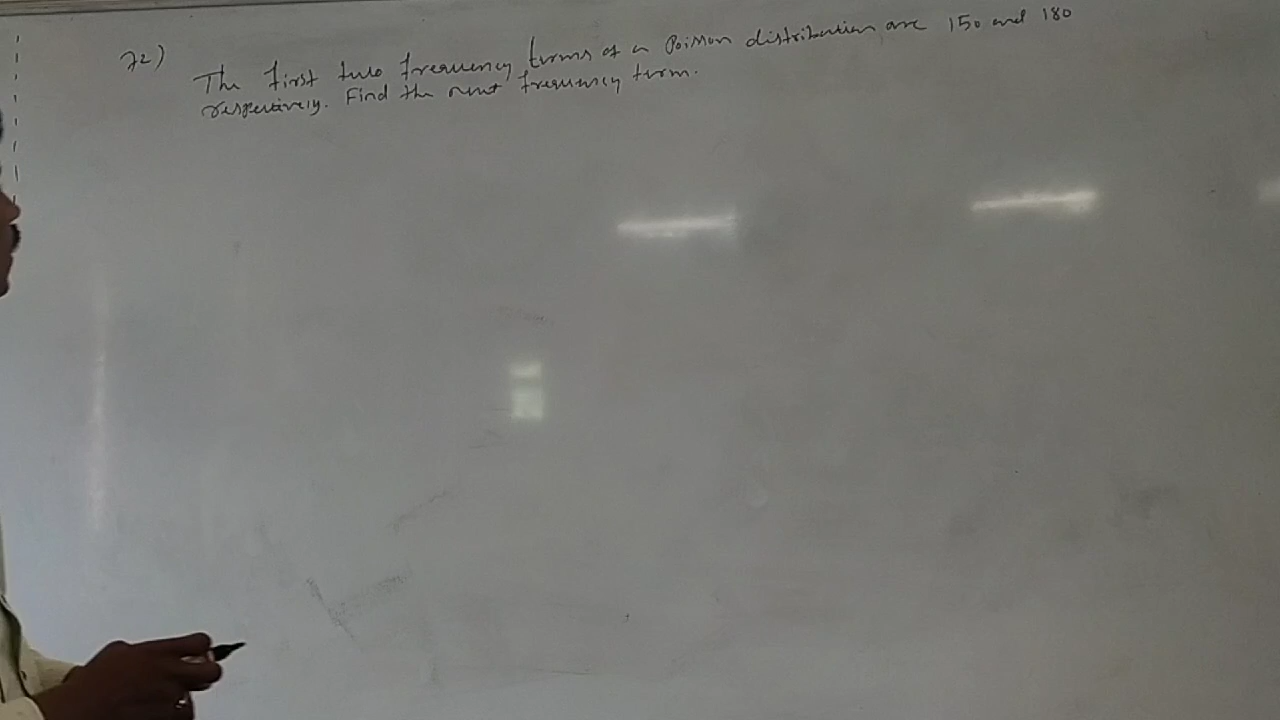 72)
The first two frequency terms of a Poisson distribution are 150 and 180
respectively. Find the next frequency term.